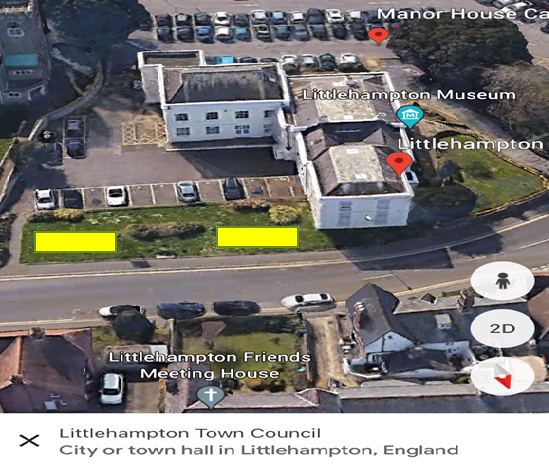 Manor House Ca
Littlehampton Museum
Littlehampton
Littlehampton Friends
Meeting House
2D
Littlehampton Town Council
City or town hall in Littlehampton, England